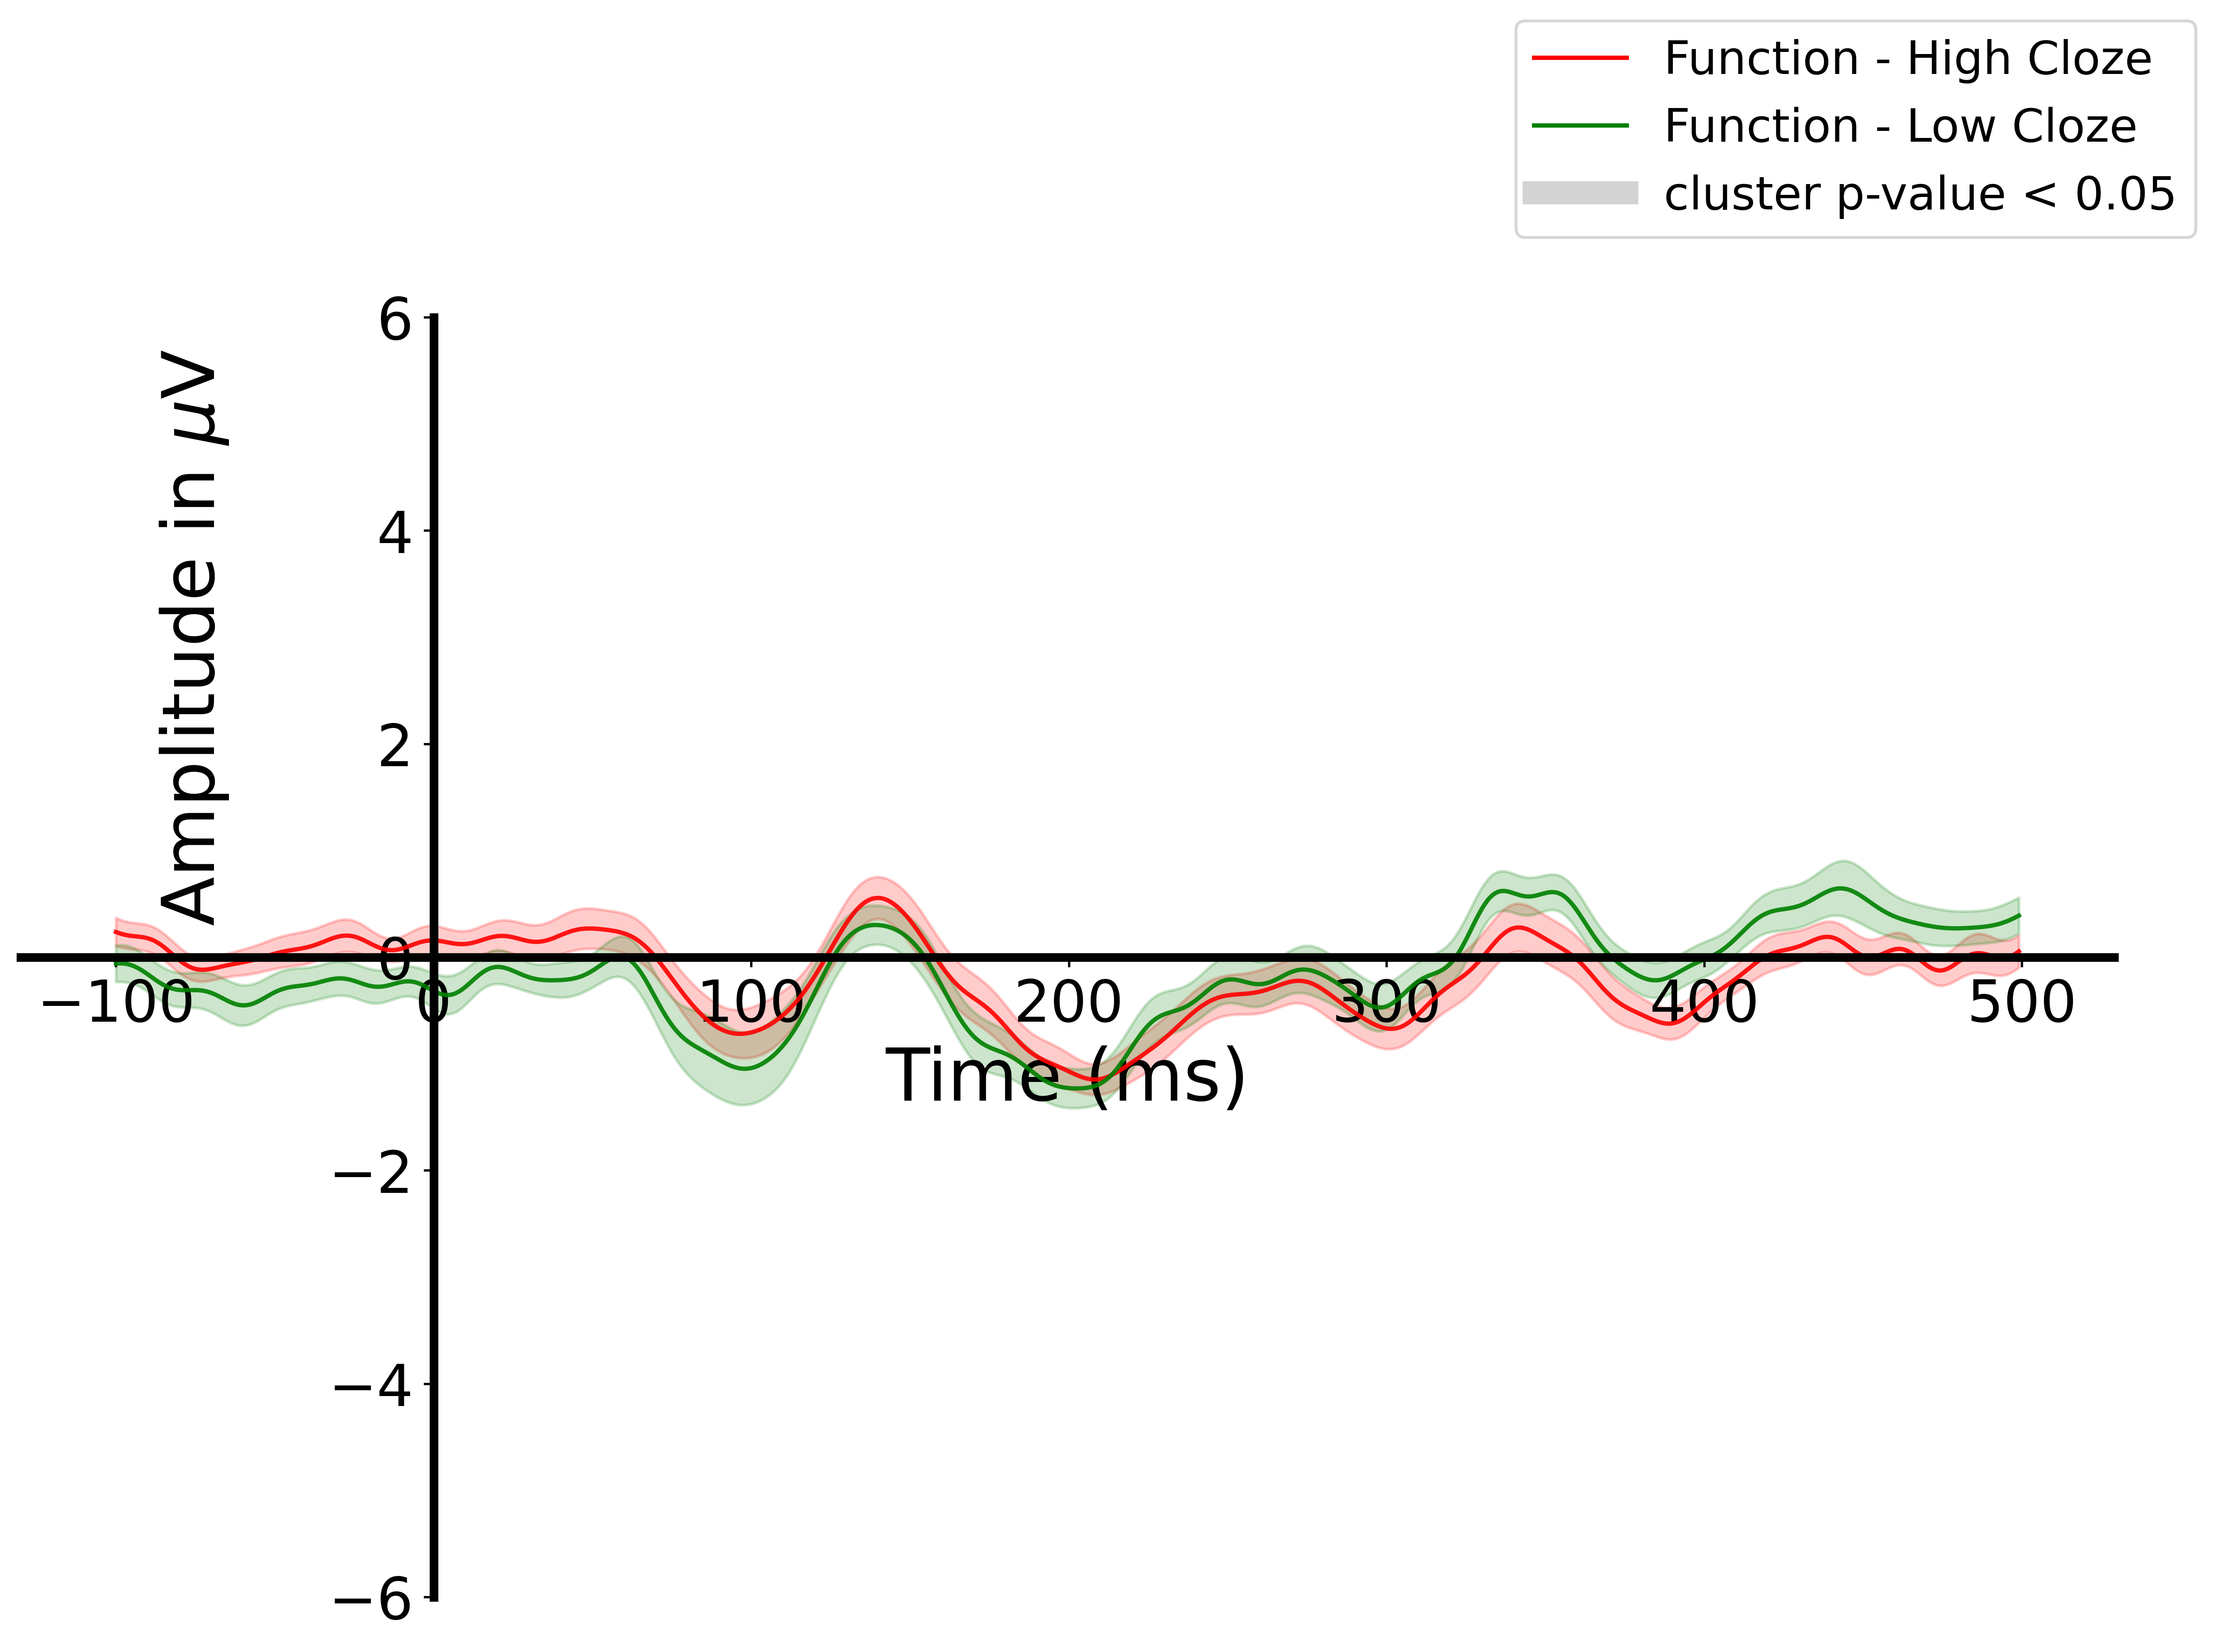 Function - High Cloze
Function - Low Cloze
cluster p-value < 0.05
Amplitude in μV
6
4
2
0
−2
−4
−6
−100
0
100
200
300
400
500
Time (ms)